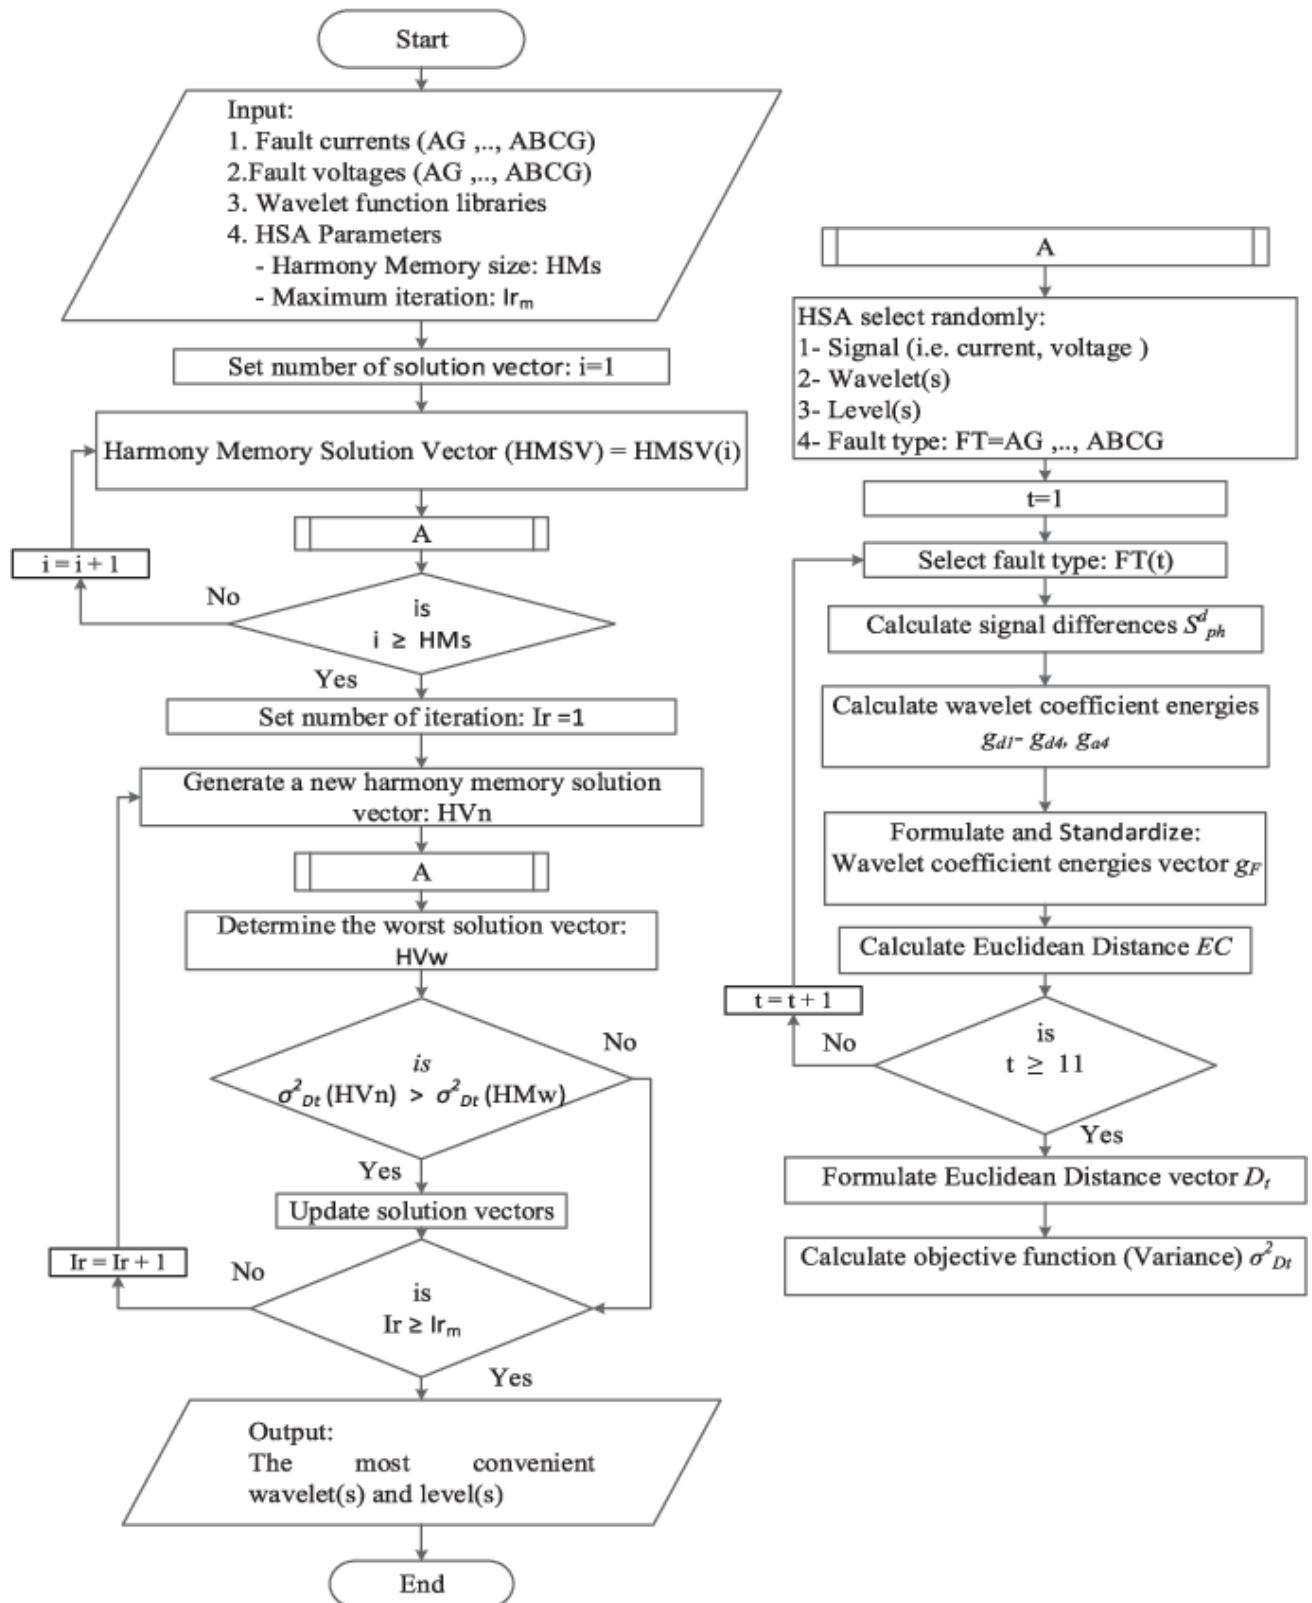 Start
Input:
1. Fault currents (AG ,.., ABCG)
2.Fault voltages (AG ,.., ABCG)
3. Wavelet function libraries
4. HSA Parameters
- Harmony Memory size: HMs
- Maximum iteration: Irₘ
Set number of solution vector: i=1
Harmony Memory Solution Vector (HMSV) = HMSV(i)
A
i = i + 1
No
is
i ≥ HMs
Yes
Set number of iteration: Ir =1
Generate a new harmony memory solution
vector: HVn
A
Determine the worst solution vector:
HVw
No
is
σ²Dt (HVn) > σ²Dt (HMw)
Yes
Update solution vectors
Ir = Ir + 1
No
is
Ir ≥ Irₘ
Yes
Output:
The most convenient
wavelet(s) and level(s)
End
A
HSA select randomly:
1- Signal (i.e. current, voltage )
2- Wavelet(s)
3- Level(s)
4- Fault type: FT=AG ,.., ABCG
t=1
Select fault type: FT(t)
Calculate signal differences S^d_ph
Calculate wavelet coefficient energies
gd1- gd4, ga4
Formulate and Standardize:
Wavelet coefficient energies vector gF
Calculate Euclidean Distance EC
t = t + 1
No
is
t ≥ 11
Yes
Formulate Euclidean Distance vector Dt
Calculate objective function (Variance) σ²Dt